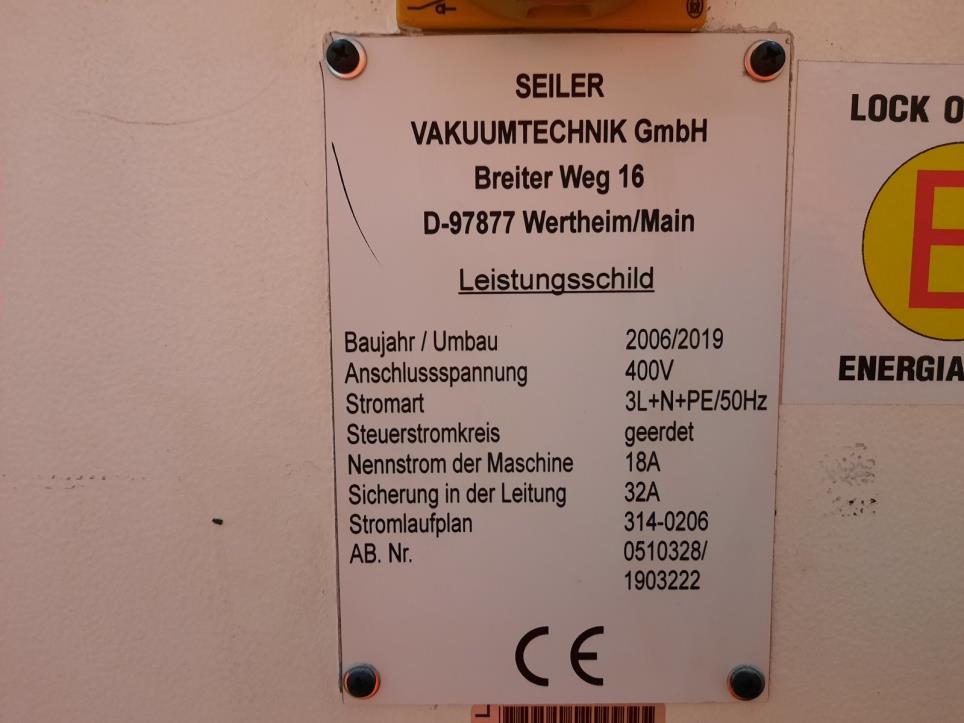 SEILER
VAKUUMTECHNIK GmbH
Breiter Weg 16
D-97877 Wertheim/Main
Leistungsschild
Baujahr / Umbau 2006/2019
Anschlussspannung 400V
Stromart 3L+N+PE/50Hz
Steuerstromkreis geerdet
Nennstrom der Maschine 18A
Sicherung in der Leitung 32A
Stromlaufplan 314-0206
AB. Nr. 0510328/
1903222
CE
LOCK O
E
ENERGIA
L